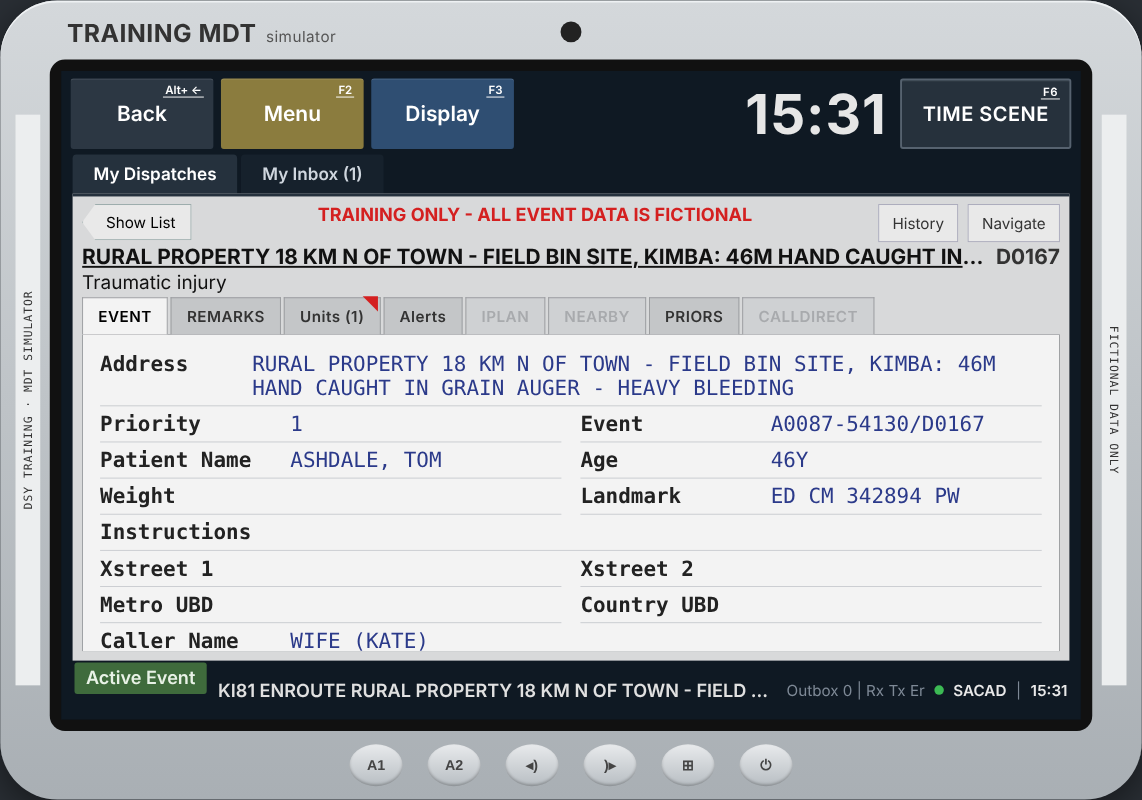 TRAINING MDT simulator
Alt+ ←
Back
F2
Menu
F3
Display
15:31
F6
TIME SCENE
My Dispatches
My Inbox (1)
Show List
TRAINING ONLY - ALL EVENT DATA IS FICTIONAL
History
Navigate
RURAL PROPERTY 18 KM N OF TOWN - FIELD BIN SITE, KIMBA: 46M HAND CAUGHT IN... D0167
Traumatic injury
EVENT
REMARKS
Units (1)
Alerts
IPLAN
NEARBY
PRIORS
CALLDIRECT
Address RURAL PROPERTY 18 KM N OF TOWN - FIELD BIN SITE, KIMBA: 46M
HAND CAUGHT IN GRAIN AUGER - HEAVY BLEEDING
Priority 1 Event A0087-54130/D0167
Patient Name ASHDALE, TOM Age 46Y
Weight Landmark ED CM 342894 PW
Instructions
Xstreet 1 Xstreet 2
Metro UBD Country UBD
Caller Name WIFE (KATE)
Active Event
KI81 ENROUTE RURAL PROPERTY 18 KM N OF TOWN - FIELD ... Outbox 0 | Rx Tx Er SACAD | 15:31
A1
A2
DSY TRAINING · MDT SIMULATOR
FICTIONAL DATA ONLY